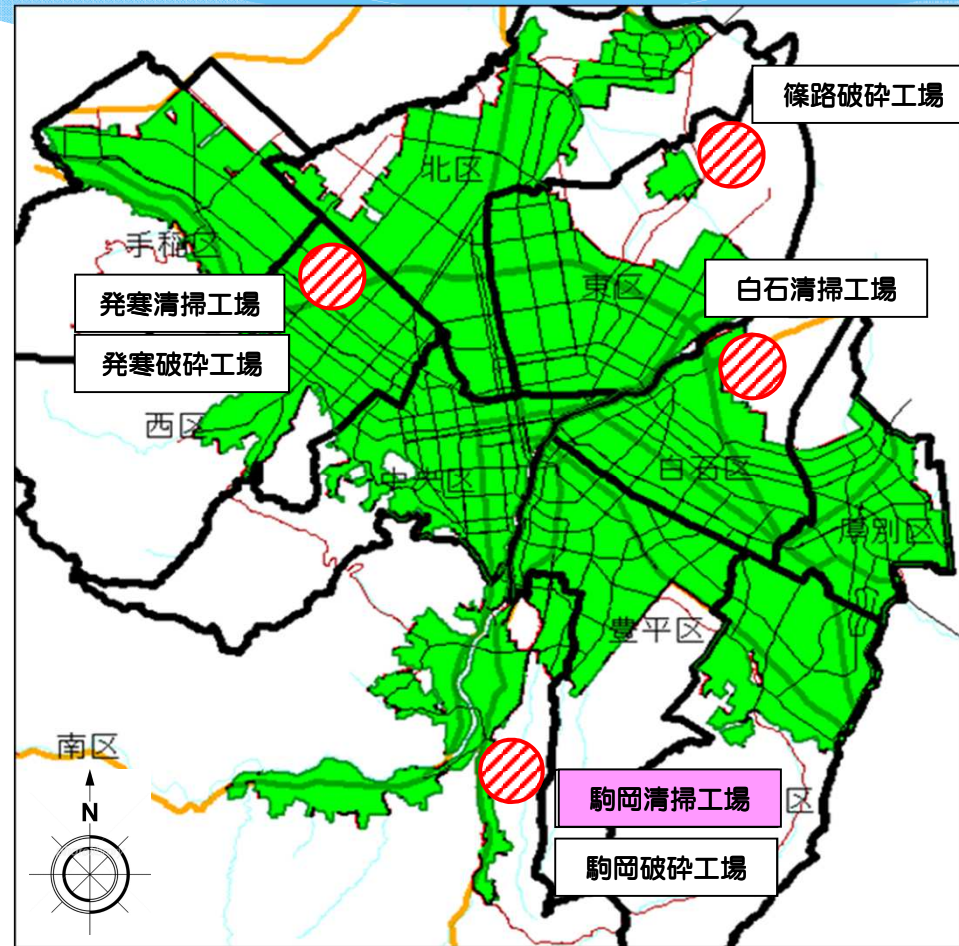 篠路破砕工場
北区
手稲区
白石清掃工場
東区
発寒清掃工場
発寒破砕工場
西区
白石区
中央区
厚別区
豊平区
南区
N
駒岡清掃工場
区
駒岡破砕工場